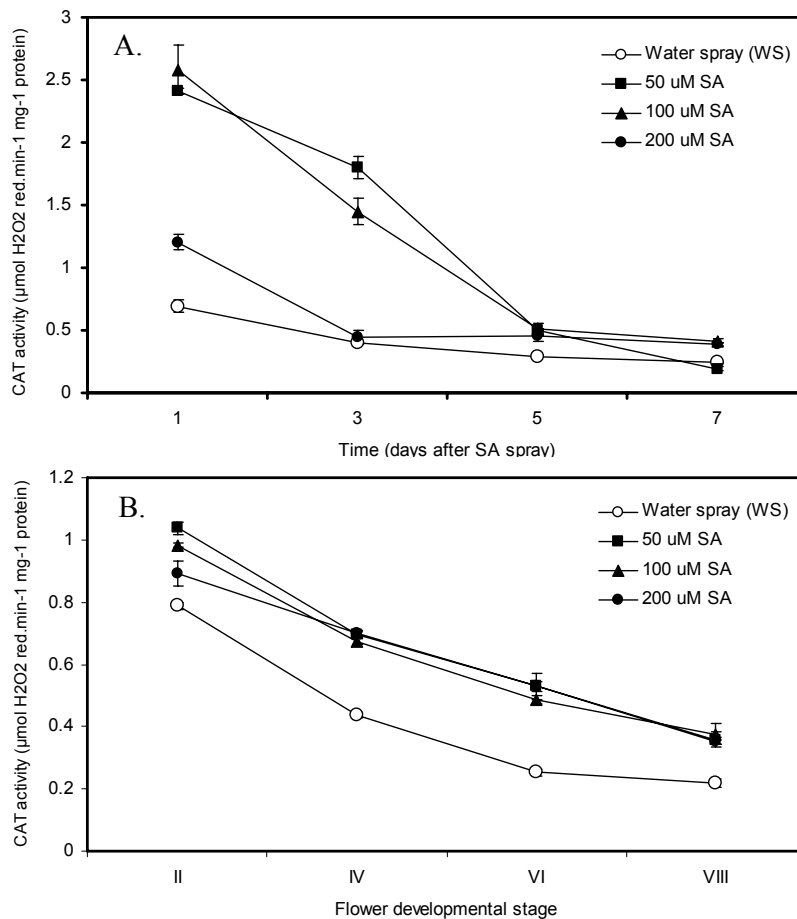 A.
3
2.5
2
1.5
1
0.5
0
CAT activity (µmol H2O2 red.min-1 mg-1 protein)
Water spray (WS)
50 uM SA
100 uM SA
200 uM SA
1 3 5 7
Time (days after SA spray)
B.
1.2
1
0.8
0.6
0.4
0.2
0
CAT activity (µmol H2O2 red.min-1 mg-1 protein)
Water spray (WS)
50 uM SA
100 uM SA
200 uM SA
II IV VI VIII
Flower developmental stage